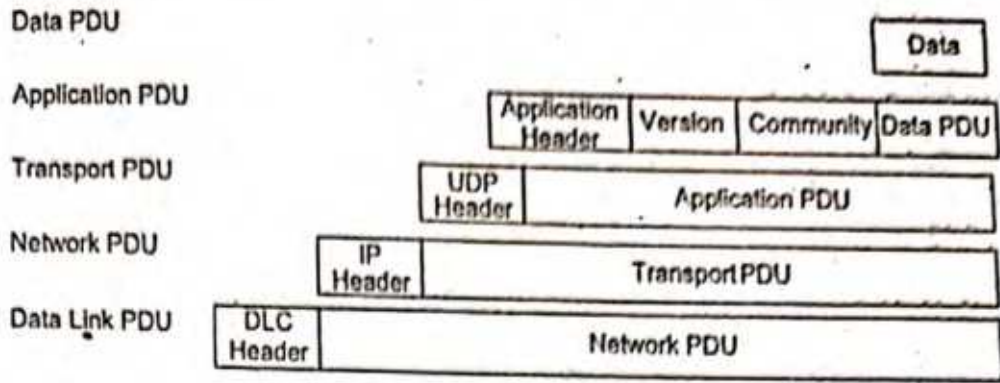 Data PDU
Data
Application PDU
Application Header
Version
Community
Data PDU
Transport PDU
UDP Header
Application PDU
Network PDU
IP Header
Transport PDU
Data Link PDU
DLC Header
Network PDU